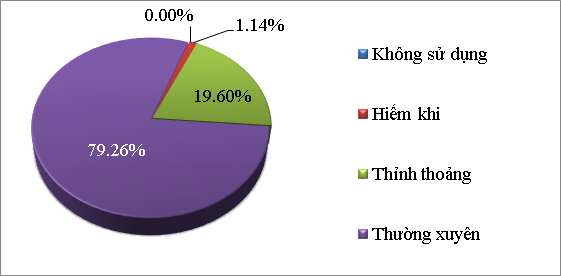 0.00%
1.14%
19.60%
79.26%
Không sử dụng
Hiếm khi
Thỉnh thoảng
Thường xuyên